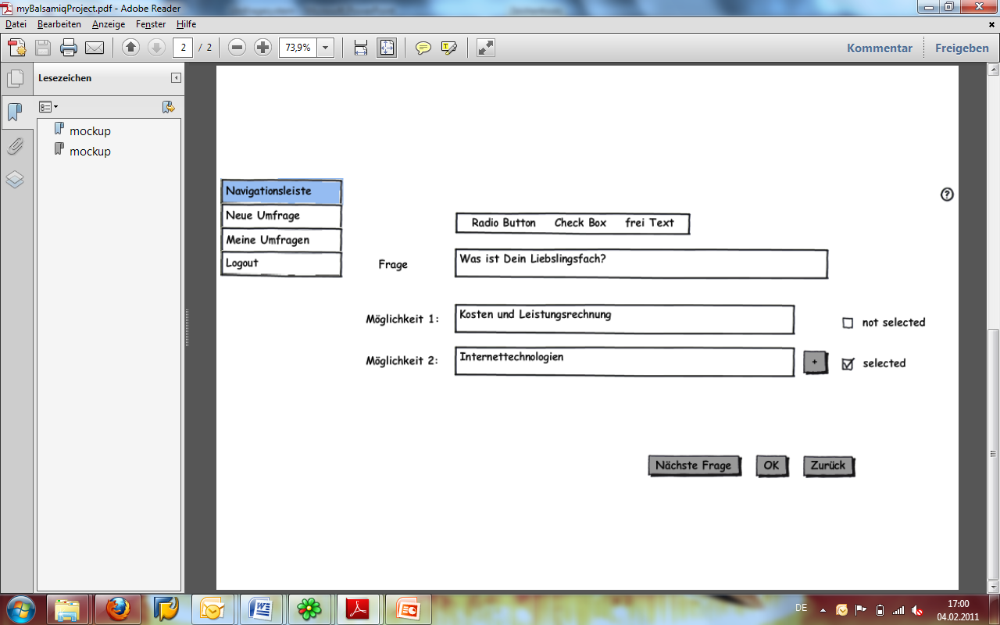 myBalsamiqProject.pdf - Adobe Reader
Datei Bearbeiten Anzeige Fenster Hilfe
2 / 2 73,9% Kommentar Freigeben
Lesezeichen
mockup
mockup
Navigationsleiste
Neue Umfrage
Meine Umfragen
Logout
?
Radio Button Check Box frei Text
Frage Was ist Dein Lieblsingsfach?
Möglichkeit 1: Kosten und Leistungsrechnung not selected
Möglichkeit 2: Internettechnologien + selected
Nächste Frage OK Zurück
DE 17:00
04.02.2011